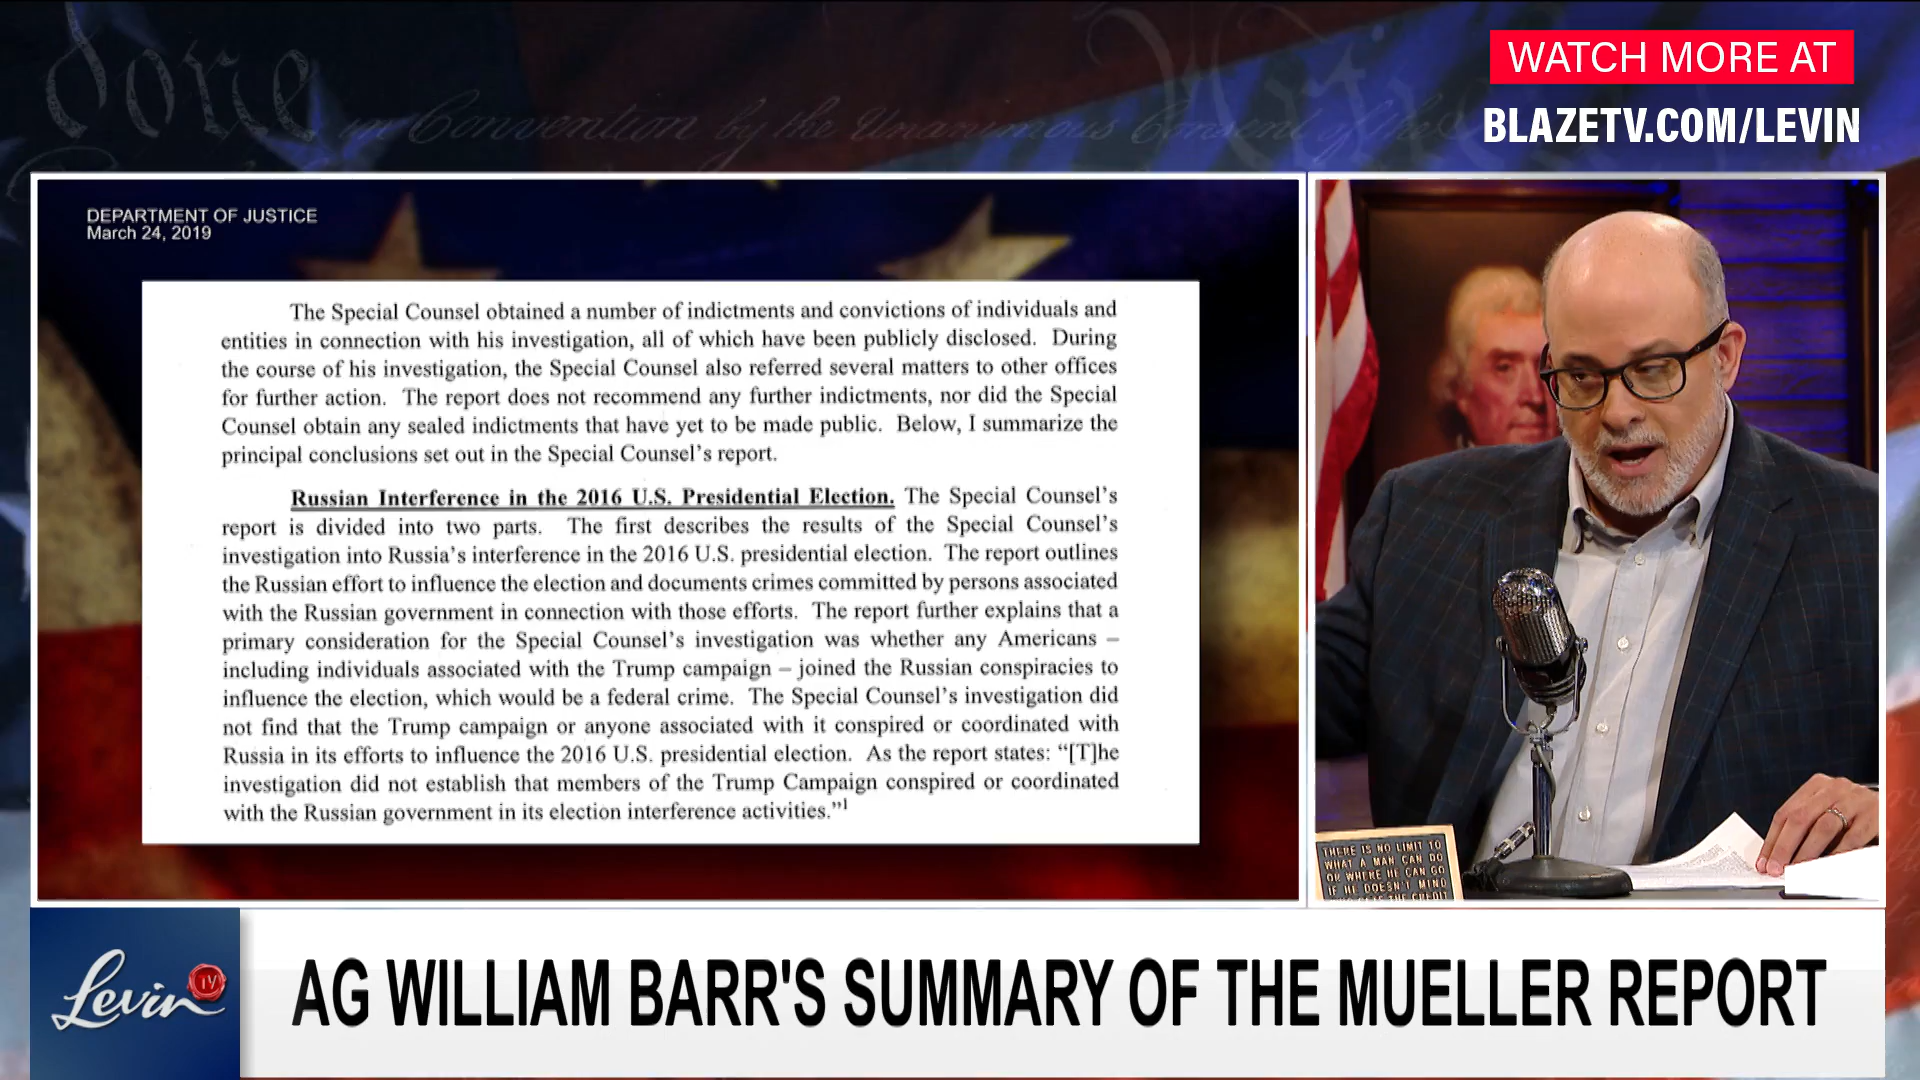 done
in Convention by the Unanimous Consent of the
WATCH MORE AT
BLAZETV.COM/LEVIN
DEPARTMENT OF JUSTICE
March 24, 2019
The Special Counsel obtained a number of indictments and convictions of individuals and
entities in connection with his investigation, all of which have been publicly disclosed. During
the course of his investigation, the Special Counsel also referred several matters to other offices
for further action. The report does not recommend any further indictments, nor did the Special
Counsel obtain any sealed indictments that have yet to be made public. Below, I summarize the
principal conclusions set out in the Special Counsel's report.
Russian Interference in the 2016 U.S. Presidential Election. The Special Counsel's
report is divided into two parts. The first describes the results of the Special Counsel's
investigation into Russia's interference in the 2016 U.S. presidential election. The report outlines
the Russian effort to influence the election and documents crimes committed by persons associated
with the Russian government in connection with those efforts. The report further explains that a
primary consideration for the Special Counsel's investigation was whether any Americans –
including individuals associated with the Trump campaign – joined the Russian conspiracies to
influence the election, which would be a federal crime. The Special Counsel's investigation did
not find that the Trump campaign or anyone associated with it conspired or coordinated with
Russia in its efforts to influence the 2016 U.S. presidential election. As the report states: "[T]he
investigation did not establish that members of the Trump Campaign conspired or coordinated
with the Russian government in its election interference activities."1
THERE IS NO LIMIT TO
WHAT A MAN CAN DO
OR WHERE HE CAN GO
IF HE DOESN'T MIND
WHO GETS THE CREDIT
Levin TV
AG WILLIAM BARR'S SUMMARY OF THE MUELLER REPORT